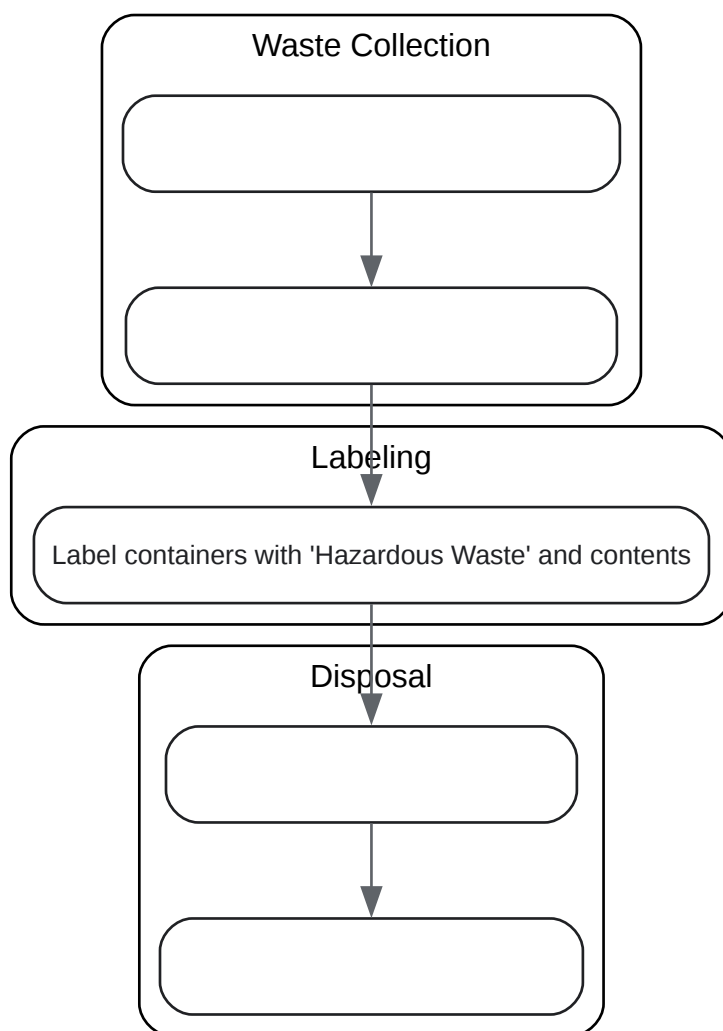 Waste Collection
Labeling
Label containers with 'Hazardous Waste' and contents
Disposal